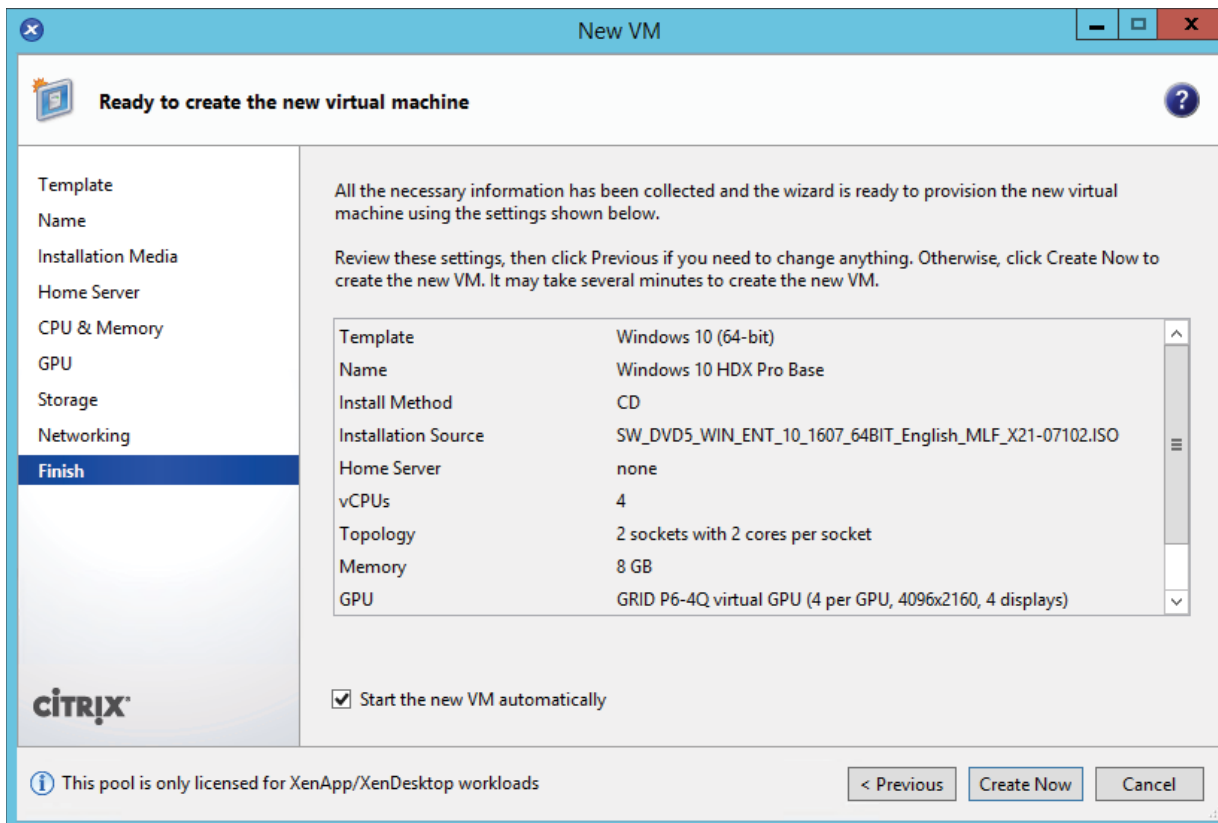 New VM
Ready to create the new virtual machine
?
Template
Name
Installation Media
Home Server
CPU & Memory
GPU
Storage
Networking
Finish
All the necessary information has been collected and the wizard is ready to provision the new virtual
machine using the settings shown below.
Review these settings, then click Previous if you need to change anything. Otherwise, click Create Now to
create the new VM. It may take several minutes to create the new VM.
Template Windows 10 (64-bit)
Name Windows 10 HDX Pro Base
Install Method CD
Installation Source SW_DVD5_WIN_ENT_10_1607_64BIT_English_MLF_X21-07102.ISO
Home Server none
vCPUs 4
Topology 2 sockets with 2 cores per socket
Memory 8 GB
GPU GRID P6-4Q virtual GPU (4 per GPU, 4096x2160, 4 displays)
Start the new VM automatically
CITRIX
This pool is only licensed for XenApp/XenDesktop workloads
< Previous
Create Now
Cancel